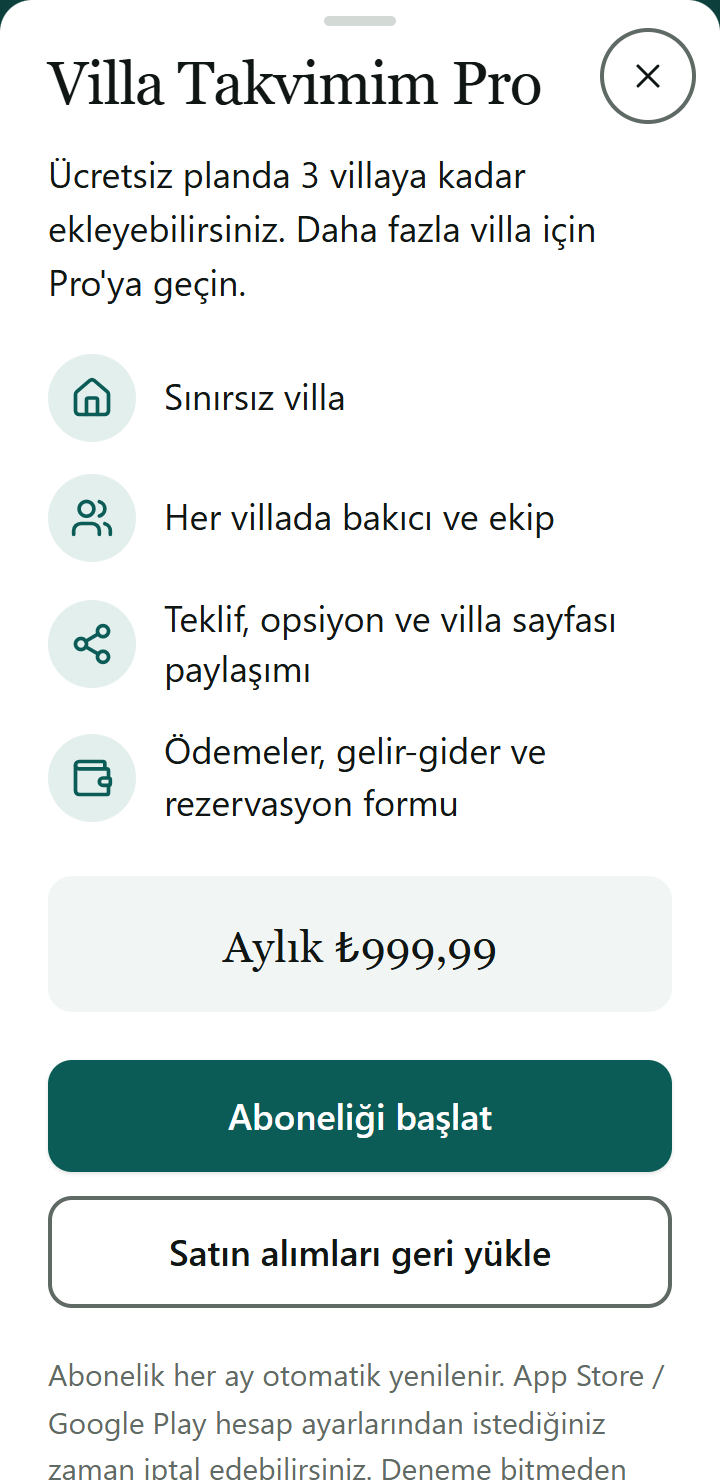 Villa Takvimim Pro
Ücretsiz planda 3 villaya kadar
ekleyebilirsiniz. Daha fazla villa için
Pro'ya geçin.
Sınırsız villa
Her villada bakıcı ve ekip
Teklif, opsiyon ve villa sayfası
paylaşımı
Ödemeler, gelir-gider ve
rezervasyon formu
Aylık ₺999,99
Aboneliği başlat
Satın alımları geri yükle
Abonelik her ay otomatik yenilenir. App Store /
Google Play hesap ayarlarından istediğiniz
zaman iptal edebilirsiniz. Deneme bitmeden